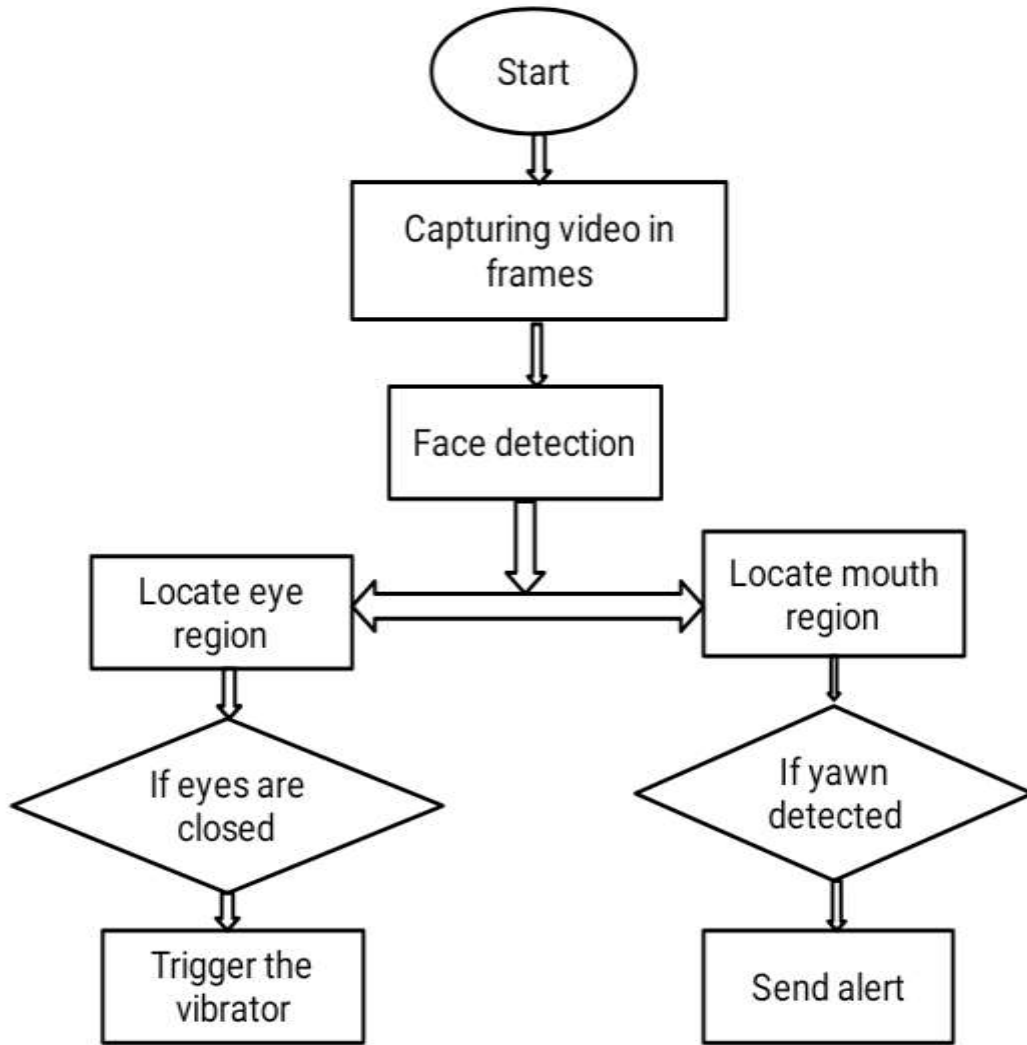 Start
Capturing video in
frames
Face detection
Locate eye
region
Locate mouth
region
If eyes are
closed
If yawn
detected
Trigger the
vibrator
Send alert